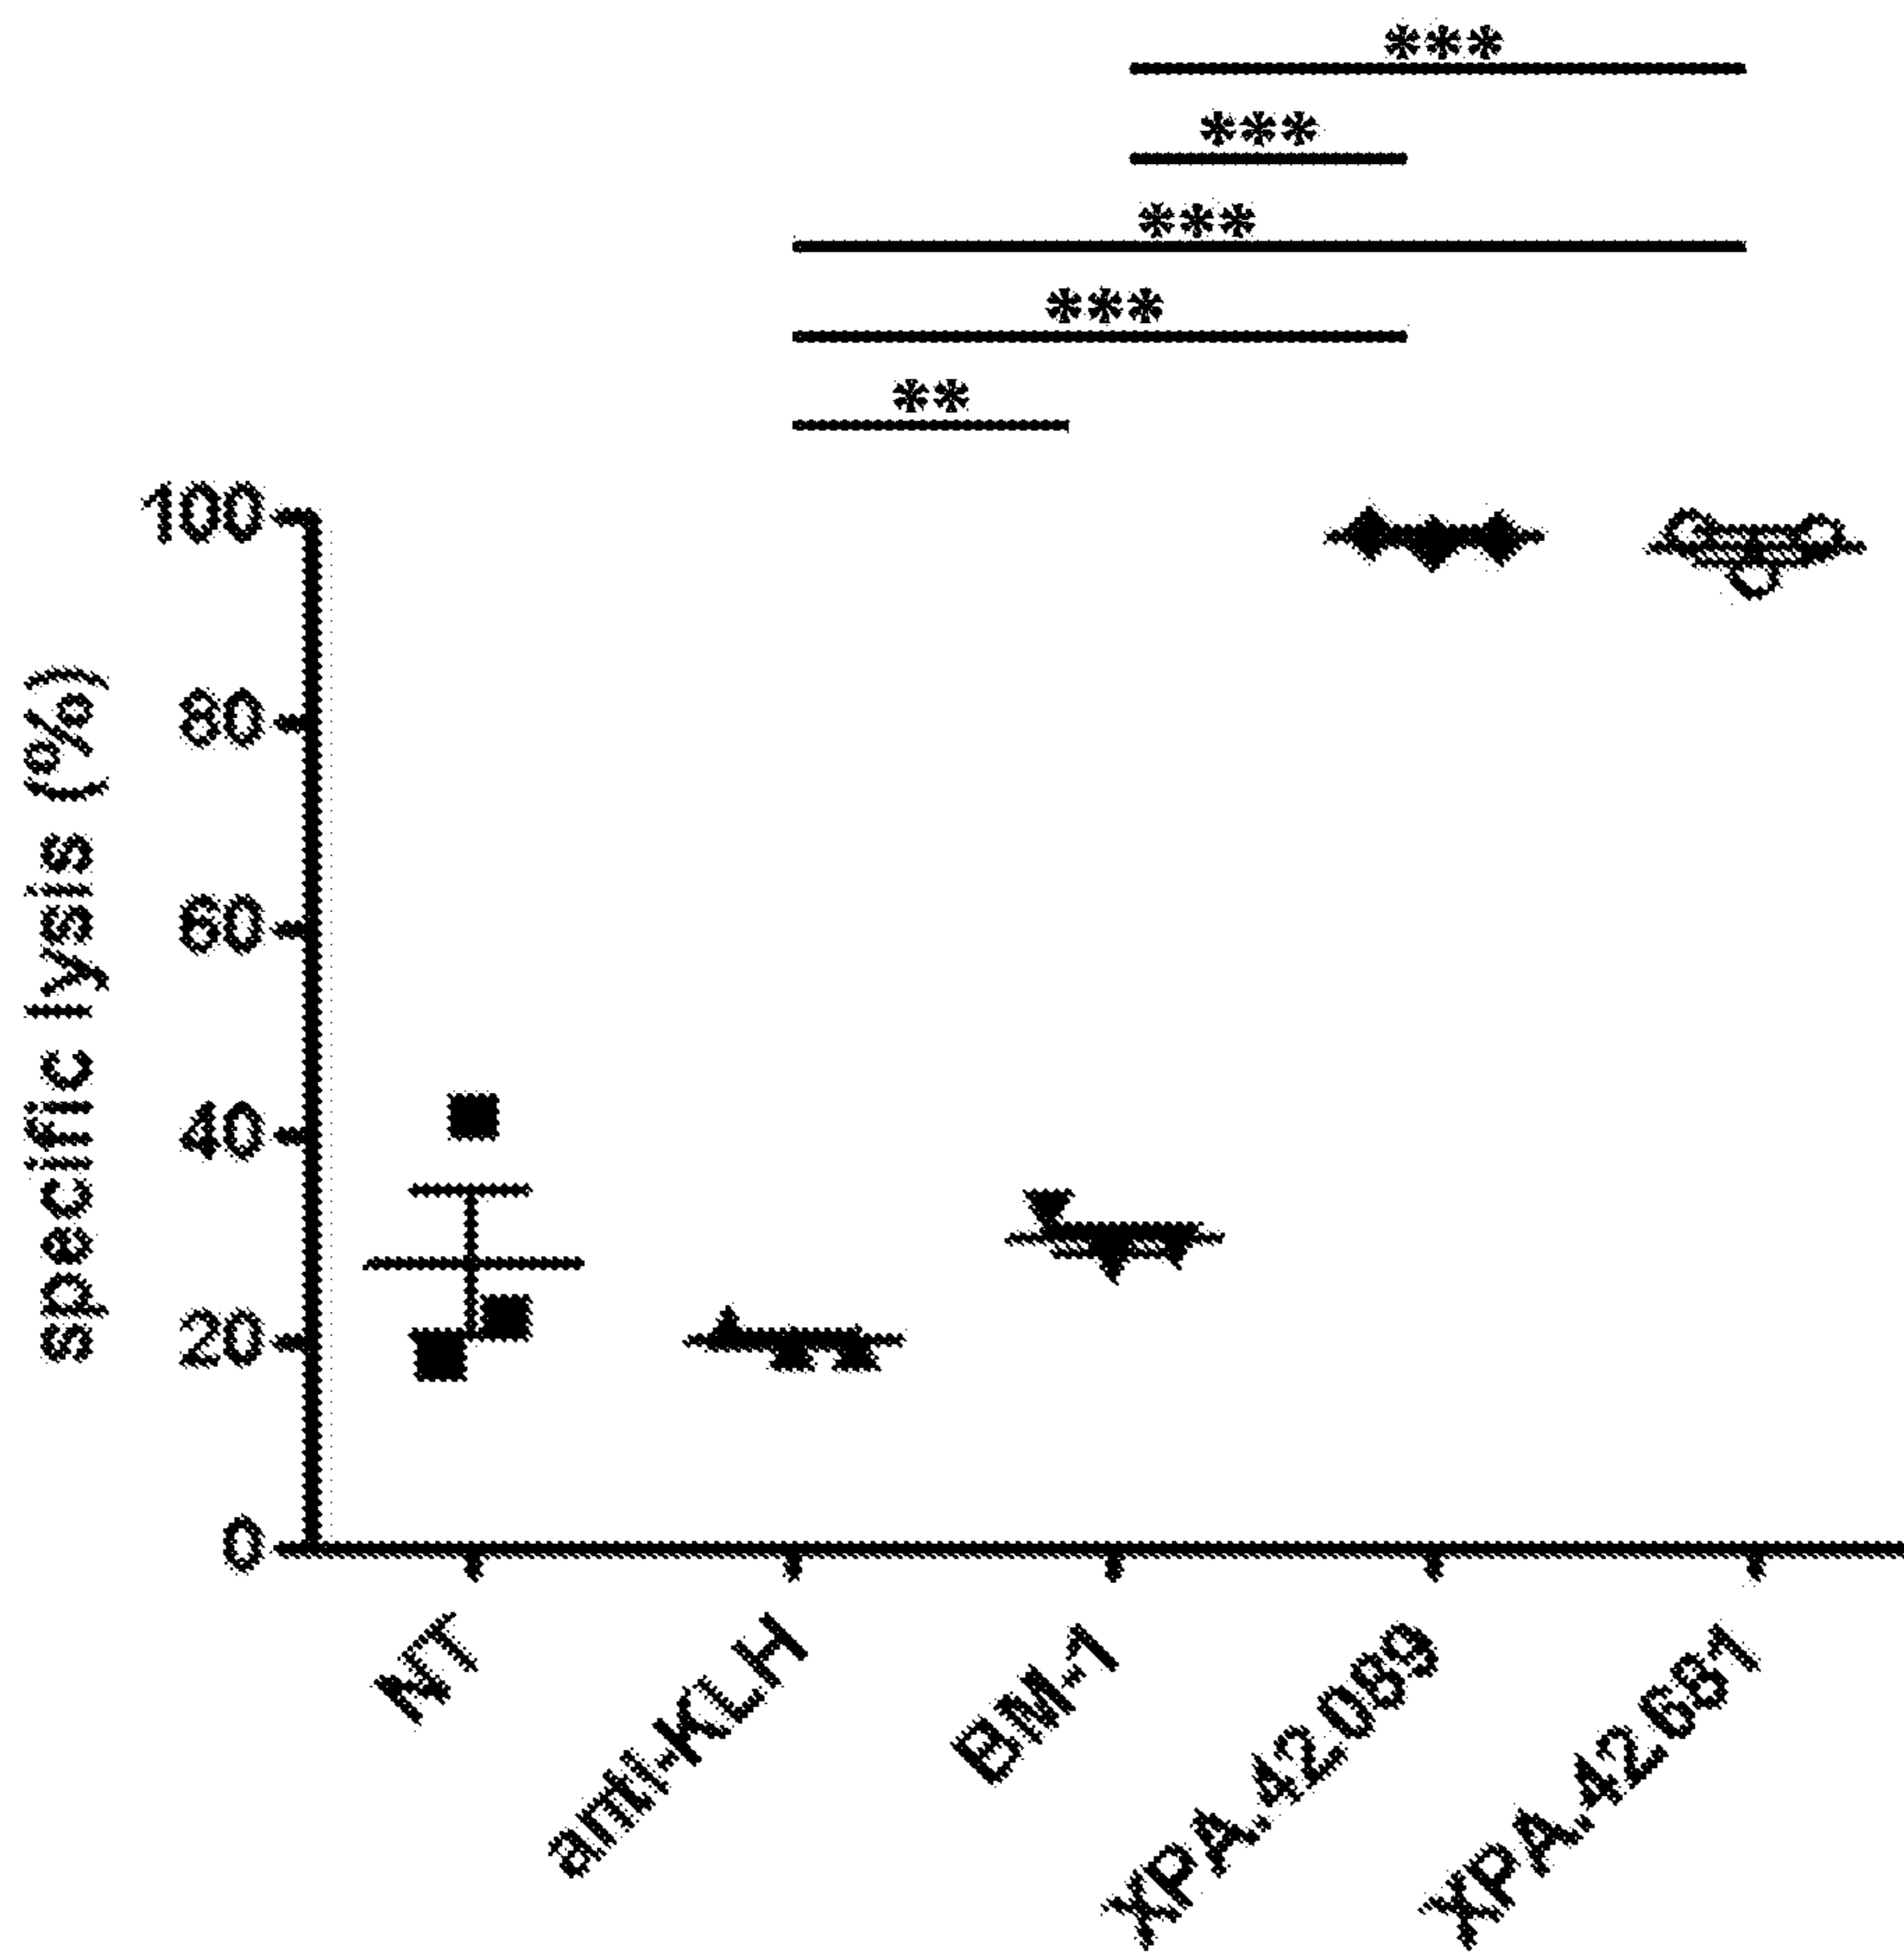 ***
***
***
***
**
specific lysis (%)
100
80
60
40
20
0
NT
anti-KLH
BM-1
XPA.42.089
XPA.42.681